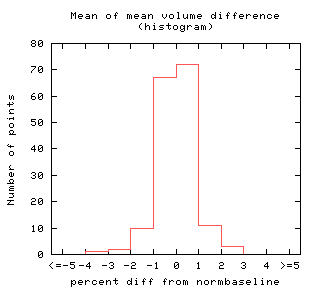 Mean of mean volume difference
(histogram)
80
70
60
50
40
30
20
10
0
Number of points
<=-5 -4 -3 -2 -1 0 1 2 3 4 >=5
percent diff from normbaseline